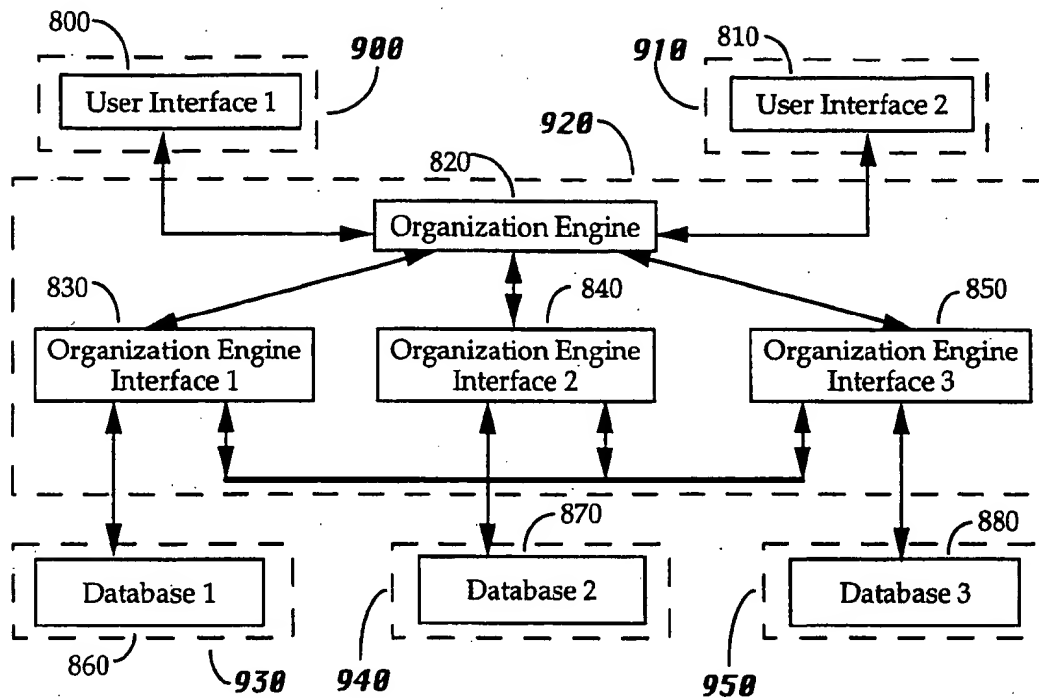 800
900
User Interface 1
910
810
User Interface 2
920
820
Organization Engine
830
Organization Engine
Interface 1
840
Organization Engine
Interface 2
850
Organization Engine
Interface 3
Database 1
860
930
870
Database 2
940
880
Database 3
950